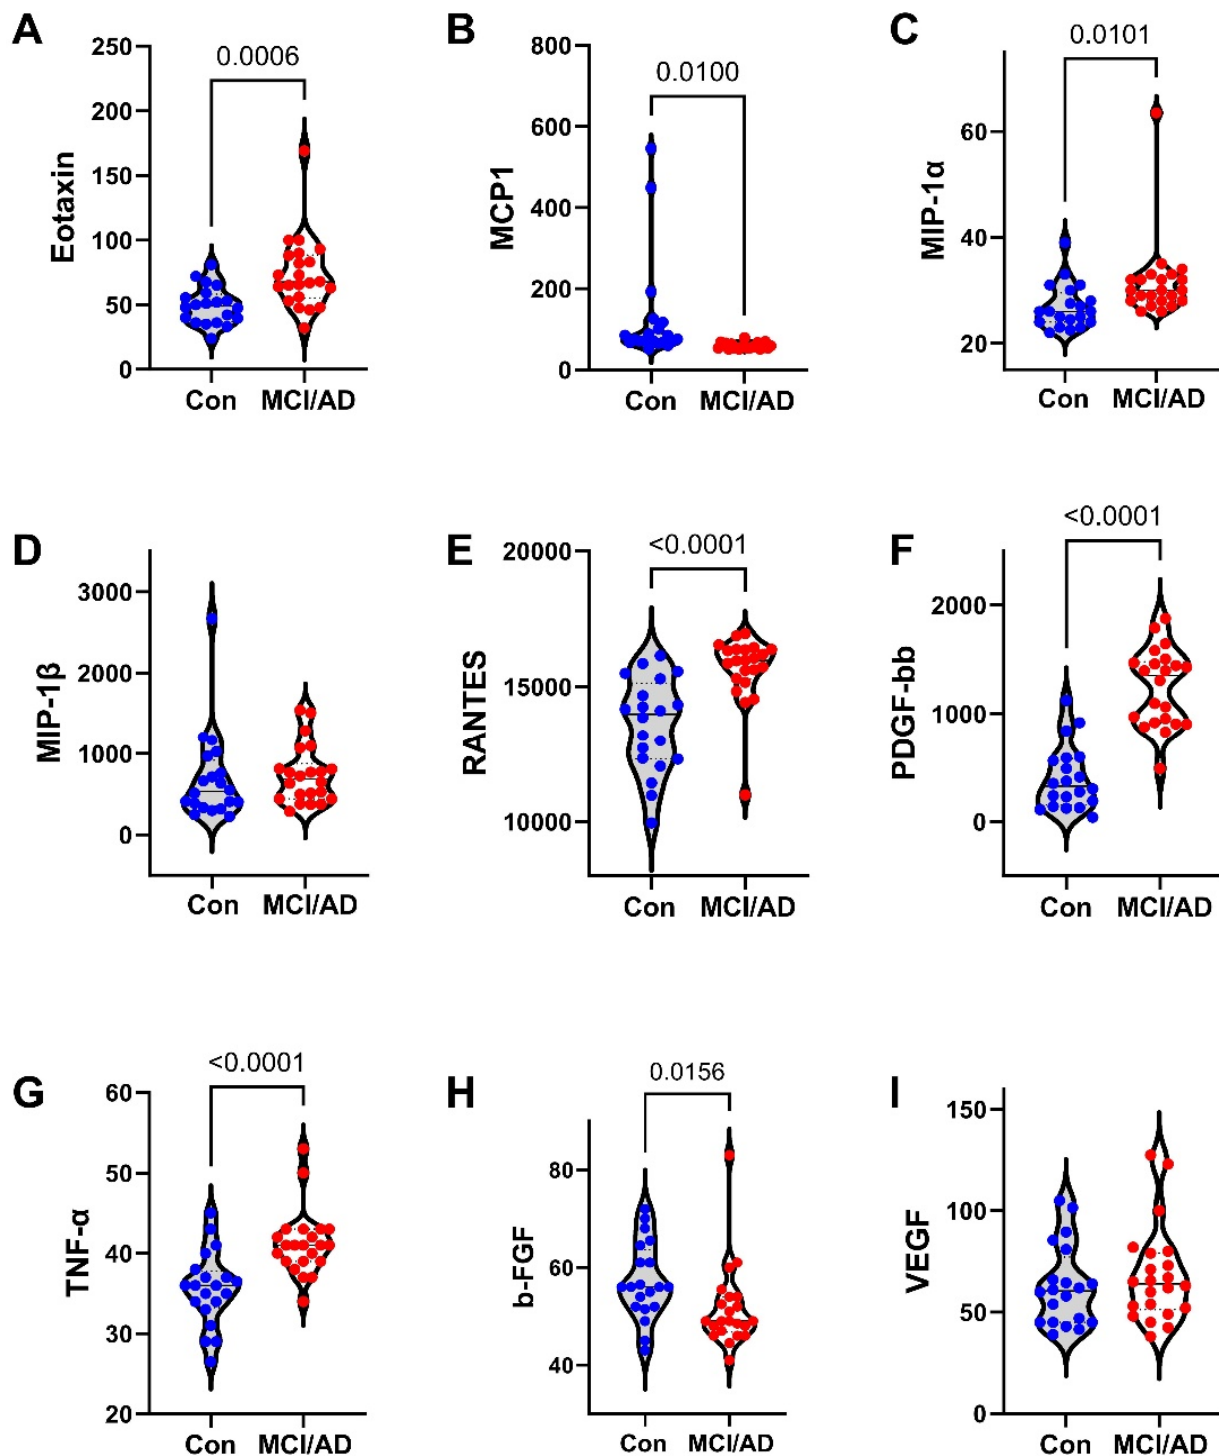 A
Eotaxin
250
200
150
100
50
0
0.0006
Con MCI/AD
B
MCP1
800
600
400
200
0
0.0100
Con MCI/AD
C
MIP-1α
60
40
20
0.0101
Con MCI/AD
D
MIP-1β
3000
2000
1000
0
Con MCI/AD
E
RANTES
20000
15000
10000
<0.0001
Con MCI/AD
F
PDGF-bb
2000
1000
0
<0.0001
Con MCI/AD
G
TNF-α
60
50
40
30
20
<0.0001
Con MCI/AD
H
b-FGF
80
60
40
0.0156
Con MCI/AD
I
VEGF
150
100
50
0
Con MCI/AD